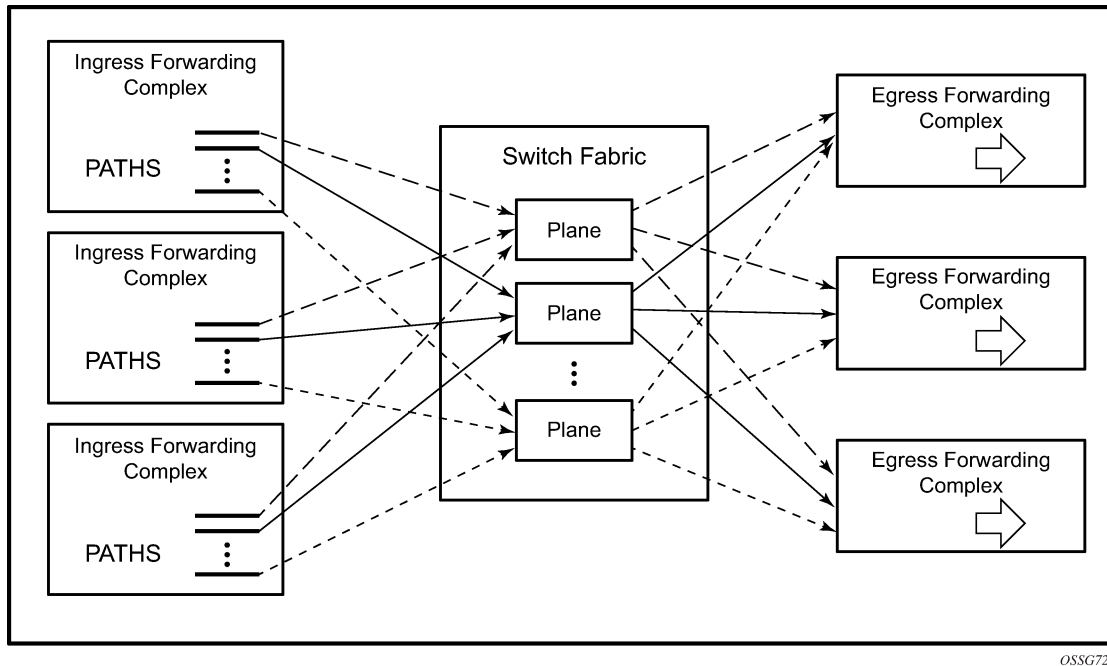 Ingress Forwarding
Complex
PATHS
Ingress Forwarding
Complex
PATHS
Ingress Forwarding
Complex
PATHS
Switch Fabric
Plane
Plane
Plane
Egress Forwarding
Complex
Egress Forwarding
Complex
Egress Forwarding
Complex
OSSG72